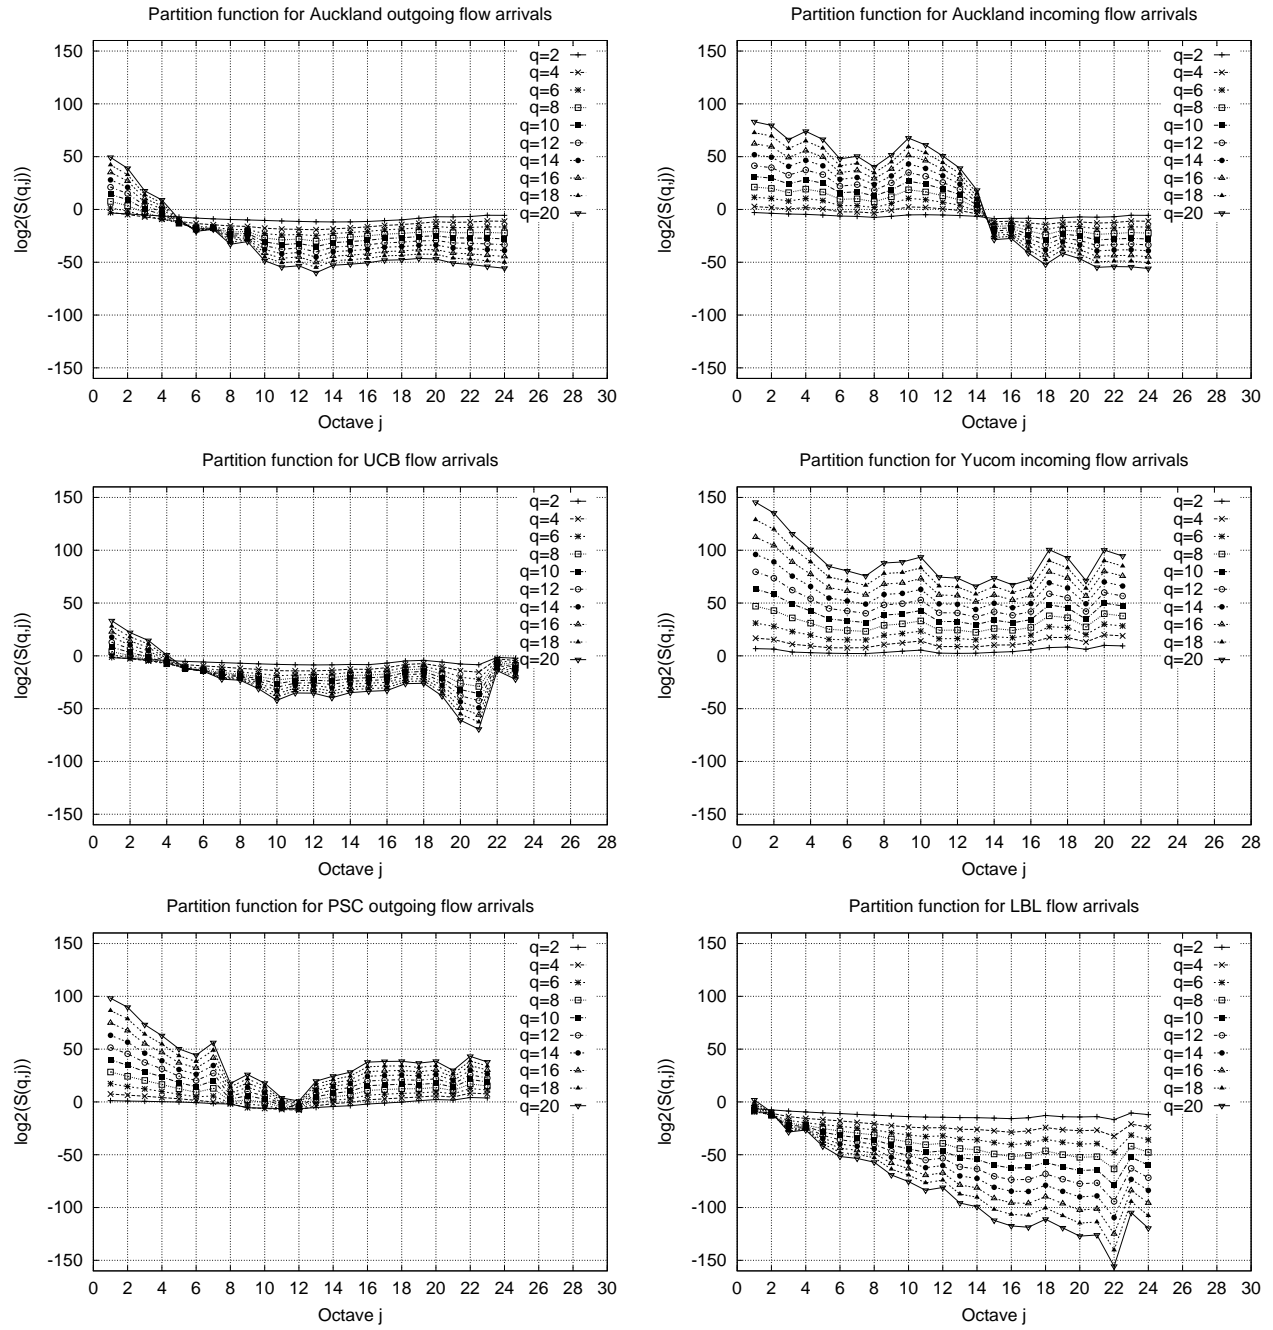 Partition function for Auckland outgoing flow arrivals
150
100
50
0
-50
-100
-150
log2(S(q,j))
0 2 4 6 8 10 12 14 16 18 20 22 24 26 28 30
Octave j
q=2
q=4
q=6
q=8
q=10
q=12
q=14
q=16
q=18
q=20
Partition function for Auckland incoming flow arrivals
150
100
50
0
-50
-100
-150
log2(S(q,j))
0 2 4 6 8 10 12 14 16 18 20 22 24 26 28 30
Octave j
q=2
q=4
q=6
q=8
q=10
q=12
q=14
q=16
q=18
q=20
Partition function for UCB flow arrivals
150
100
50
0
-50
-100
-150
log2(S(q,j))
0 2 4 6 8 10 12 14 16 18 20 22 24 26 28
Octave j
q=2
q=4
q=6
q=8
q=10
q=12
q=14
q=16
q=18
q=20
Partition function for Yucom incoming flow arrivals
150
100
50
0
-50
-100
-150
log2(S(q,j))
0 2 4 6 8 10 12 14 16 18 20 22 24 26 28
Octave j
q=2
q=4
q=6
q=8
q=10
q=12
q=14
q=16
q=18
q=20
Partition function for PSC outgoing flow arrivals
150
100
50
0
-50
-100
-150
log2(S(q,j))
0 2 4 6 8 10 12 14 16 18 20 22 24 26 28
Octave j
q=2
q=4
q=6
q=8
q=10
q=12
q=14
q=16
q=18
q=20
Partition function for LBL flow arrivals
150
100
50
0
-50
-100
-150
log2(S(q,j))
0 2 4 6 8 10 12 14 16 18 20 22 24 26 28 30
Octave j
q=2
q=4
q=6
q=8
q=10
q=12
q=14
q=16
q=18
q=20